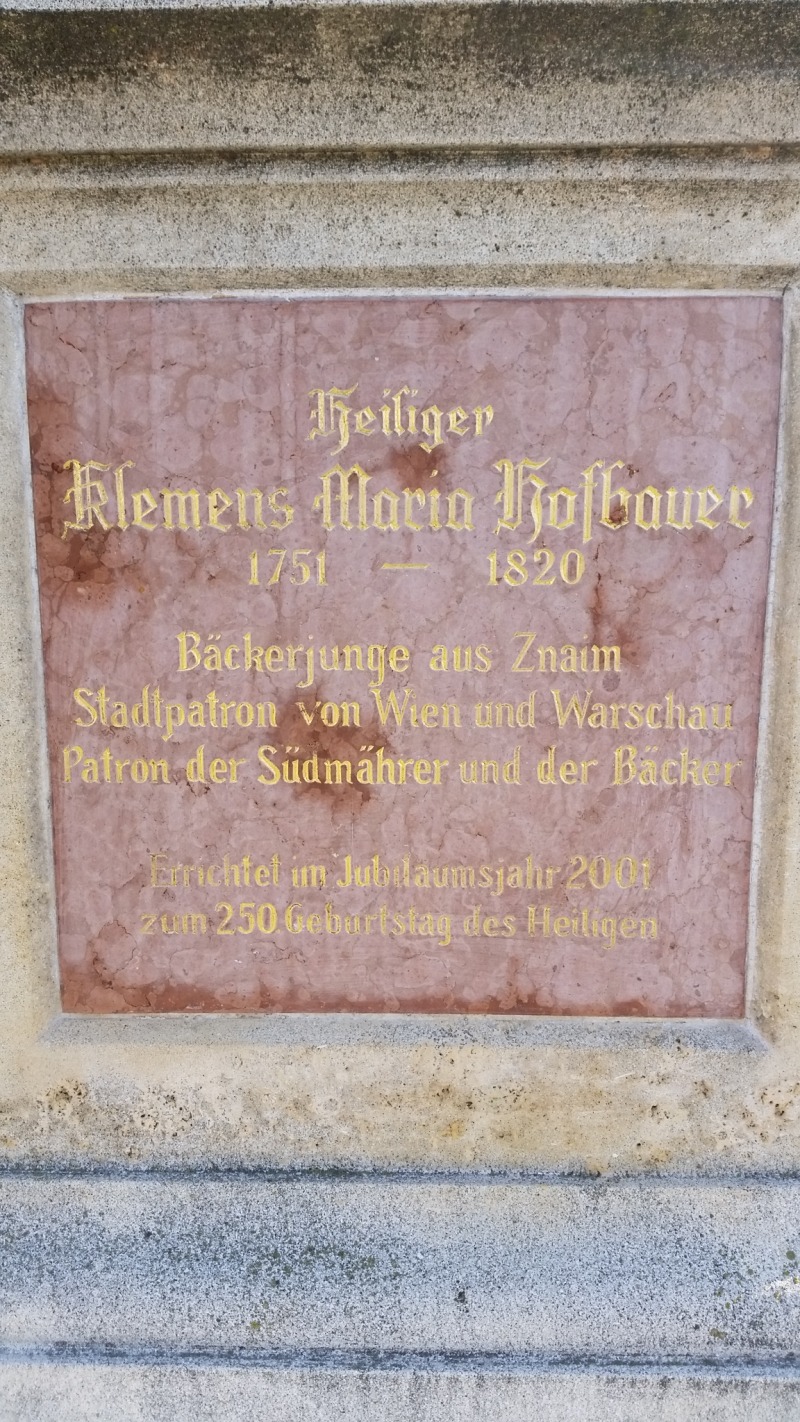 Heiliger
Klemens Maria Hofbauer
1751 — 1820
Bäckerjunge aus Znaim
Stadtpatron von Wien und Warschau
Patron der Südmährer und der Bäcker
Errichtet im Jubiläumsjahr 2001
zum 250 Geburtstag des Heiligen